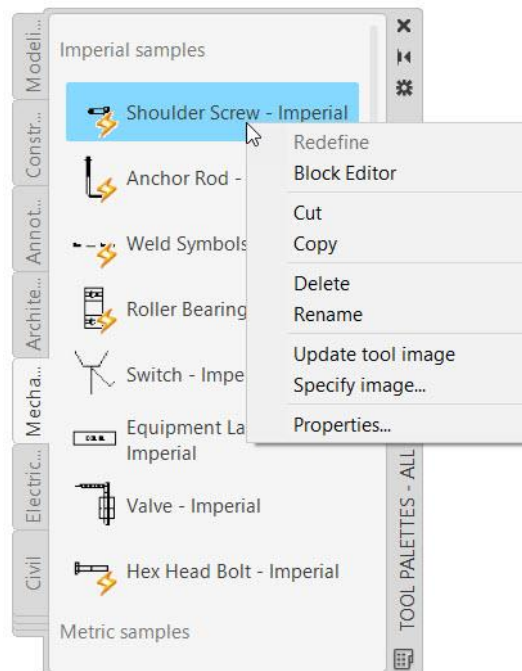 Imperial samples
Shoulder Screw - Imperial
Anchor Rod -
Weld Symbols
Roller Bearing
Switch - Impe
Equipment La
Imperial
Valve - Imperial
Hex Head Bolt - Imperial
Metric samples
Modeli...
Constr...
Annot...
Archite...
Mecha...
Electric...
Civil
Redefine
Block Editor
Cut
Copy
Delete
Rename
Update tool image
Specify image...
Properties...
TOOL PALETTES - ALL